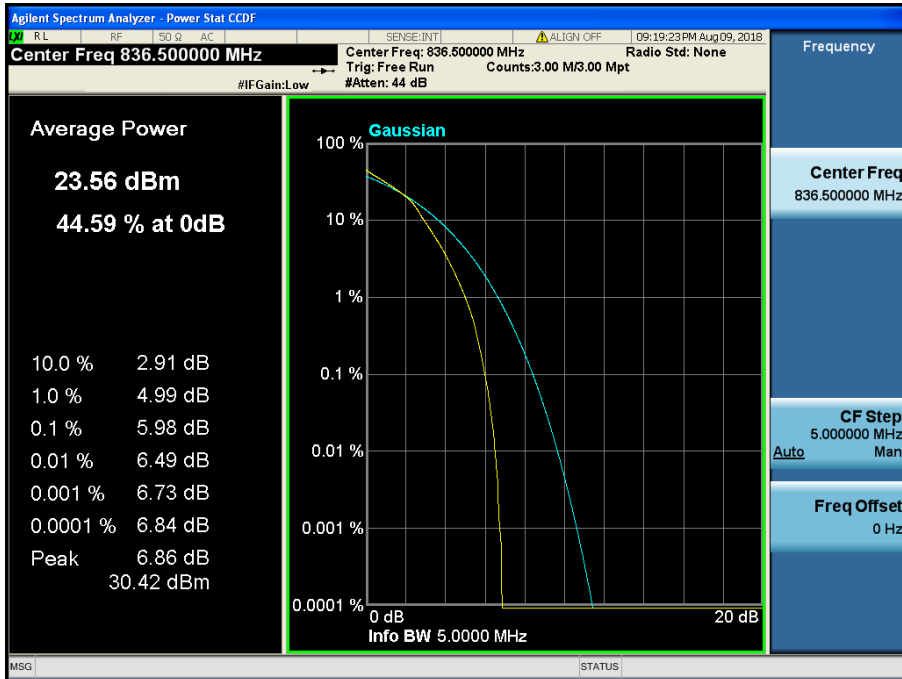 Agilent Spectrum Analyzer - Power Stat CCDF
LXI RL RF 50 Ω AC SENSE:INT ALIGN OFF 09:19:23PM Aug 09, 2018
Center Freq 836.500000 MHz
Center Freq: 836.500000 MHz Radio Std: None
Trig: Free Run Counts:3.00 M/3.00 Mpt
#IFGain:Low #Atten: 44 dB
Frequency
Average Power
23.56 dBm
44.59 % at 0dB
10.0 % 2.91 dB
1.0 % 4.99 dB
0.1 % 5.98 dB
0.01 % 6.49 dB
0.001 % 6.73 dB
0.0001 % 6.84 dB
Peak 6.86 dB
30.42 dBm
Gaussian
100 %
10 %
1 %
0.1 %
0.01 %
0.001 %
0.0001 %
0 dB 20 dB
Info BW 5.0000 MHz
Center Freq
836.500000 MHz
CF Step
5.000000 MHz
Auto Man
Freq Offset
0 Hz
MSG STATUS